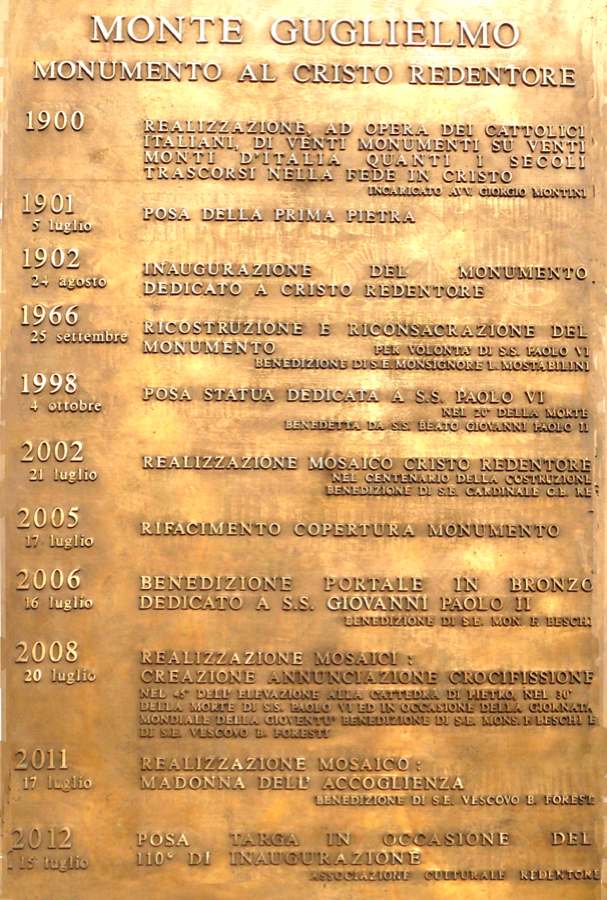 MONTE GUGLIELMO
MONUMENTO AL CRISTO REDENTORE
1900
REALIZZAZIONE, AD OPERA DEI CATTOLICI
ITALIANI, DI VENTI MONUMENTI SU VENTI
MONTI D'ITALIA QUANTI I SECOLI
TRASCORSI NELLA FEDE IN CRISTO
INCARICATO AVV. GIORGIO MONTINI
1901
5 luglio
POSA DELLA PRIMA PIETRA
1902
24 agosto
INAUGURAZIONE DEL MONUMENTO
DEDICATO A CRISTO REDENTORE
1966
25 settembre
RICOSTRUZIONE E RICONSACRAZIONE DEL
MONUMENTO PER VOLONTA' DI S.S. PAOLO VI
BENEDIZIONE DI S.E. MONSIGNORE L. MOSTABILINI
1998
4 ottobre
POSA STATUA DEDICATA A S.S. PAOLO VI
NEL 20° DELLA MORTE
BENEDETTA DA S.S. BEATO GIOVANNI PAOLO II
2002
21 luglio
REALIZZAZIONE MOSAICO CRISTO REDENTORE
NEL CENTENARIO DELLA COSTRUZIONE
BENEDIZIONE DI S.E. CARDINALE G.B. RE
2005
17 luglio
RIFACIMENTO COPERTURA MONUMENTO
2006
16 luglio
BENEDIZIONE PORTALE IN BRONZO
DEDICATO A S.S. GIOVANNI PAOLO II
BENEDIZIONE DI S.E. MON. F. BESCHI
2008
20 luglio
REALIZZAZIONE MOSAICI :
CREAZIONE ANNUNCIAZIONE CROCIFISSIONE
NEL 45° DELL' ELEVAZIONE ALLA CATTEDRA DI PIETRO, NEL 30°
DELLA MORTE DI S.S. PAOLO VI ED IN OCCASIONE DELLA GIORNATA
MONDIALE DELLA GIOVENTU' BENEDIZIONE DI S.E. MONS. F. BESCHI E
DI S.E. VESCOVO B. FORESTI
2011
17 luglio
REALIZZAZIONE MOSAICO :
MADONNA DELL' ACCOGLIENZA
BENEDIZIONE DI S.E. VESCOVO B. FOREST
2012
15 luglio
POSA TARGA IN OCCASIONE DEL
110° DI INAUGURAZIONE
ASSOCIAZIONE CULTURALE REDENTORE